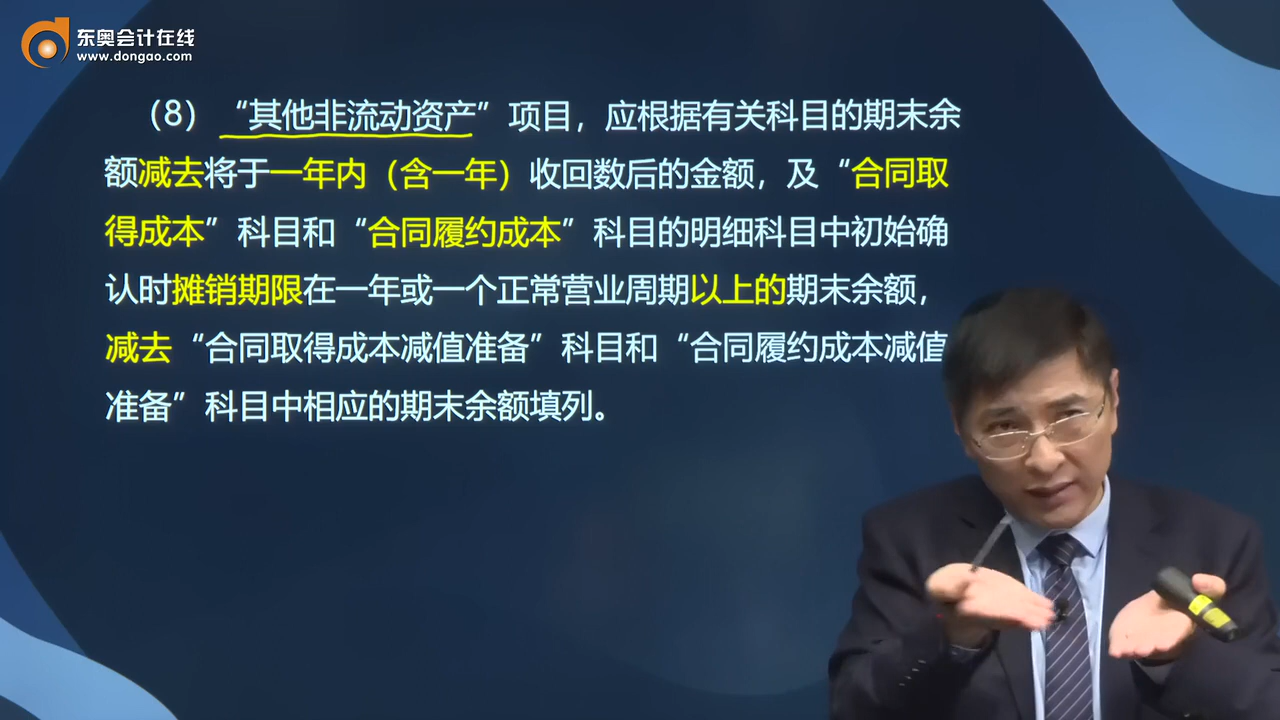 东奥会计在线
www.dongao.com
（8）“其他非流动资产”项目，应根据有关科目的期末余
额减去将于一年内（含一年）收回数后的金额，及“合同取
得成本”科目和“合同履约成本”科目的明细科目中初始确
认时摊销期限在一年或一个正常营业周期以上的期末余额，
减去“合同取得成本减值准备”科目和“合同履约成本减值
准备”科目中相应的期末余额填列。